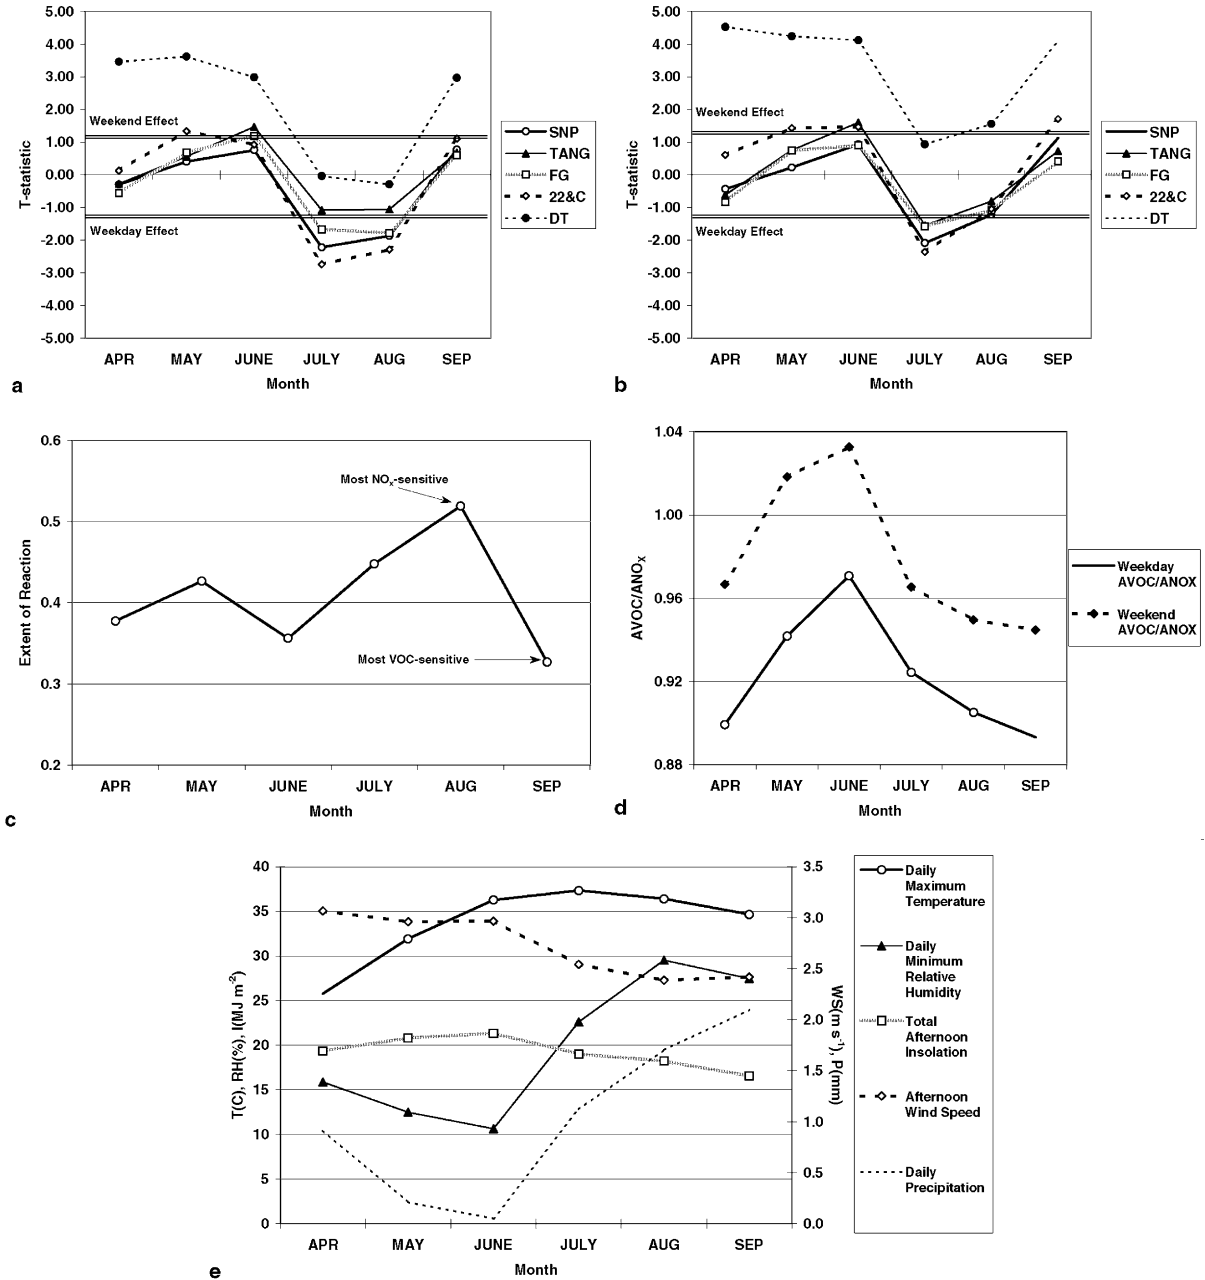 5.00
4.00
3.00
2.00
1.00
0.00
-1.00
-2.00
-3.00
-4.00
-5.00
T-statistic
Weekend Effect
Weekday Effect
APR MAY JUNE JULY AUG SEP
Month
SNP
TANG
FG
22&C
DT
a
5.00
4.00
3.00
2.00
1.00
0.00
-1.00
-2.00
-3.00
-4.00
-5.00
T-statistic
Weekend Effect
Weekday Effect
APR MAY JUNE JULY AUG SEP
Month
SNP
TANG
FG
22&C
DT
b
0.6
0.5
0.4
0.3
0.2
Extent of Reaction
Most NOx-sensitive
Most VOC-sensitive
APR MAY JUNE JULY AUG SEP
Month
c
1.04
1.00
0.96
0.92
0.88
AVOC/ANOX
APR MAY JUNE JULY AUG SEP
Month
Weekday
AVOC/ANOX
Weekend
AVOC/ANOX
d
40
35
30
25
20
15
10
5
0
T(C), RH(%), I(MJ m-2)
3.5
3.0
2.5
2.0
1.5
1.0
0.5
0.0
WS(m s-1), P(mm)
APR MAY JUNE JULY AUG SEP
Month
Daily
Maximum
Temperature
Daily
Minimum
Relative
Humidity
Total
Afternoon
Insolation
Afternoon
Wind Speed
Daily
Precipitation
e